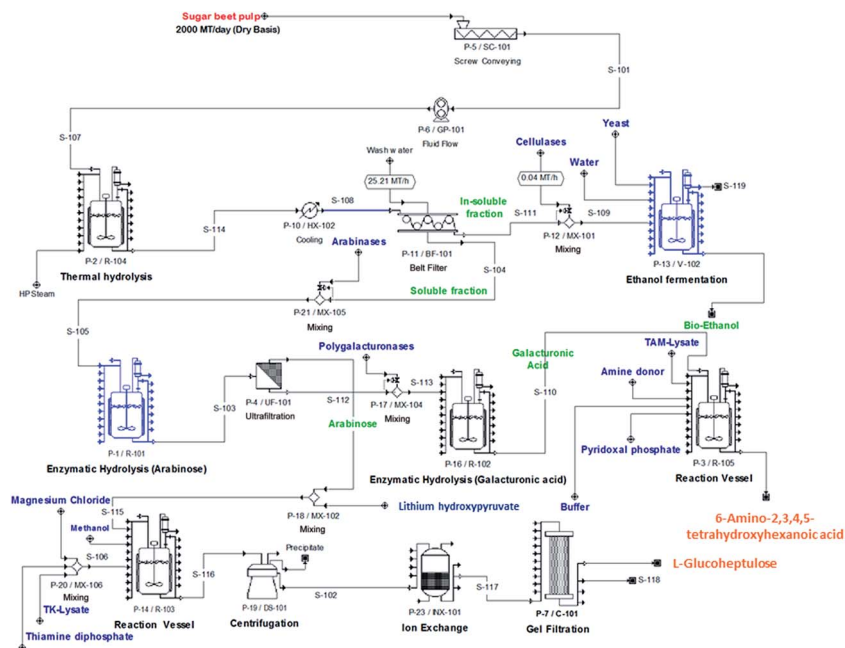 Sugar beet pulp
2000 MT/day (Dry Basis)
P-5 / SC-101
Screw Conveying
S-101
P-6 / GP-101
Fluid Flow
S-107
Wash water
25.21 MT/h
Cellulases
0.04 MT/h
Water
Yeast
S-119
P-2 / R-104
Thermal hydrolysis
HP Steam
S-114
P-10 / HX-102
Cooling
S-108
P-11 / BF-101
Belt Filter
In-soluble
fraction
S-111
S-109
P-12 / MX-101
Mixing
P-13 / V-102
Ethanol fermentation
Bio-Ethanol
S-104
Soluble fraction
Arabinases
P-21 / MX-105
Mixing
S-105
P-1 / R-101
Enzymatic Hydrolysis (Arabinose)
S-103
P-4 / UF-101
Ultrafiltration
S-112
Arabinose
Polygalacturonases
S-113
P-17 / MX-104
Mixing
P-16 / R-102
Enzymatic Hydrolysis (Galacturonic acid)
Galacturonic
Acid
S-110
TAM-Lysate
Amine donor
Pyridoxal phosphate
Buffer
P-3 / R-105
Reaction Vessel
6-Amino-2,3,4,5-
tetrahydroxyhexanoic acid
P-18 / MX-102
Mixing
Lithium hydroxypyruvate
Magnesium Chloride
S-115
Methanol
S-106
P-20 / MX-106
Mixing
TK-Lysate
Thiamine diphosphate
P-14 / R-103
Reaction Vessel
S-116
Precipitate
P-19 / DS-101
Centrifugation
S-102
P-23 / INX-101
Ion Exchange
S-117
P-7 / C-101
Gel Filtration
L-Glucoheptulose
S-118